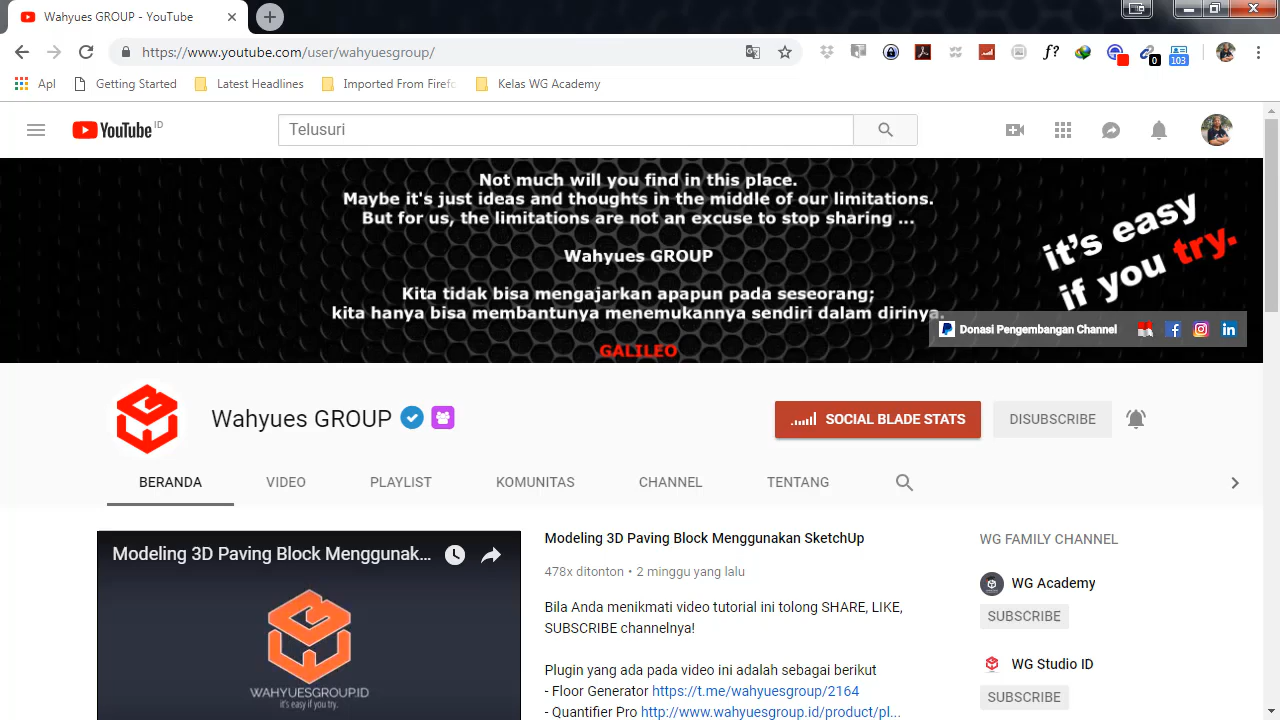 Wahyues GROUP - YouTube
https://www.youtube.com/user/wahyuesgroup/
f?
0
103
Apl
Getting Started
Latest Headlines
Imported From Firefo
Kelas WG Academy
YouTube ID
Telusuri
Not much will you find in this place.
Maybe it's just ideas and thoughts in the middle of our limitations.
But for us, the limitations are not an excuse to stop sharing ...
Wahyues GROUP
Kita tidak bisa mengajarkan apapun pada seseorang;
kita hanya bisa membantunya menemukannya sendiri dalam dirinya.
GALILEO
it's easy
if you try.
Donasi Pengembangan Channel
Wahyues GROUP
SOCIAL BLADE STATS
DISUBSCRIBE
BERANDA
VIDEO
PLAYLIST
KOMUNITAS
CHANNEL
TENTANG
Modeling 3D Paving Block Menggunak...
WAHYUESGROUP.ID
it's easy if you try.
Modeling 3D Paving Block Menggunakan SketchUp
478x ditonton • 2 minggu yang lalu
Bila Anda menikmati video tutorial ini tolong SHARE, LIKE,
SUBSCRIBE channelnya!
Plugin yang ada pada video ini adalah sebagai berikut
- Floor Generator https://t.me/wahyuesgroup/2164
- Quantifier Pro http://www.wahyuesgroup.id/product/pl...
WG FAMILY CHANNEL
WG Academy
SUBSCRIBE
WG Studio ID
SUBSCRIBE